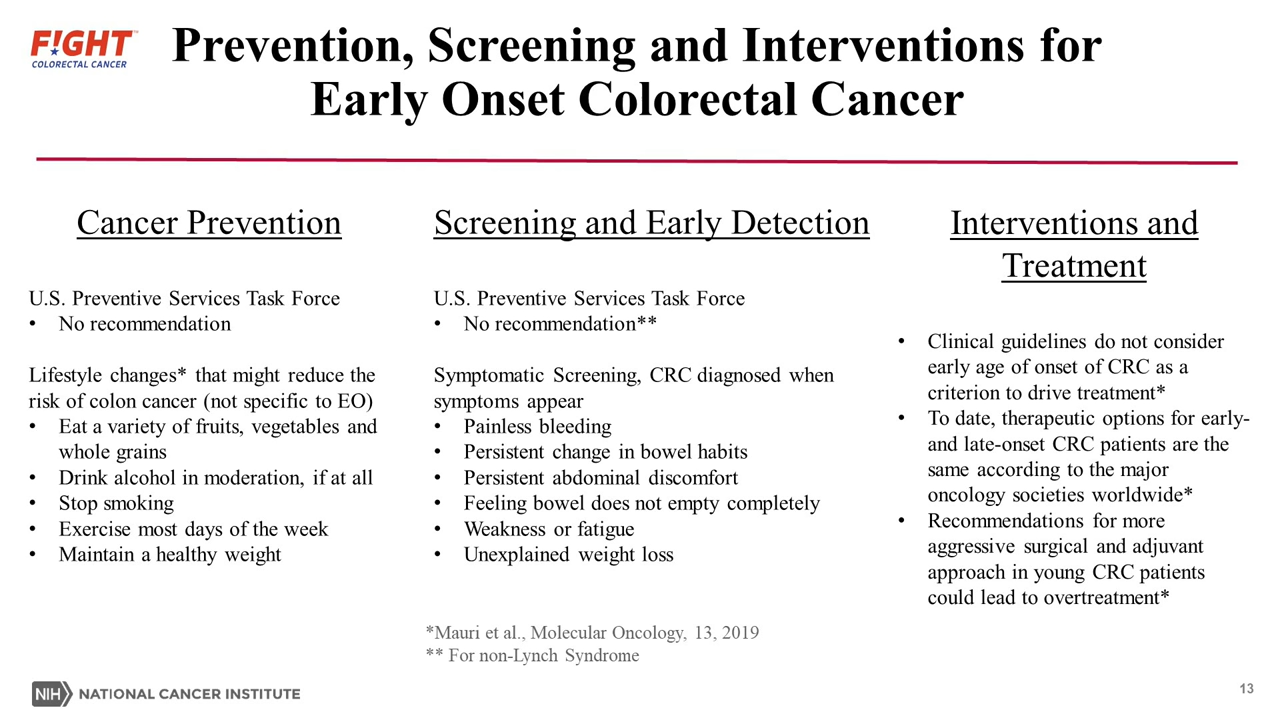 F!GHT™
COLORECTAL CANCER
Prevention, Screening and Interventions for
Early Onset Colorectal Cancer
Cancer Prevention
U.S. Preventive Services Task Force
• No recommendation
Lifestyle changes* that might reduce the
risk of colon cancer (not specific to EO)
• Eat a variety of fruits, vegetables and
whole grains
• Drink alcohol in moderation, if at all
• Stop smoking
• Exercise most days of the week
• Maintain a healthy weight
Screening and Early Detection
U.S. Preventive Services Task Force
• No recommendation**
Symptomatic Screening, CRC diagnosed when
symptoms appear
• Painless bleeding
• Persistent change in bowel habits
• Persistent abdominal discomfort
• Feeling bowel does not empty completely
• Weakness or fatigue
• Unexplained weight loss
Interventions and
Treatment
• Clinical guidelines do not consider
early age of onset of CRC as a
criterion to drive treatment*
• To date, therapeutic options for early-
and late-onset CRC patients are the
same according to the major
oncology societies worldwide*
• Recommendations for more
aggressive surgical and adjuvant
approach in young CRC patients
could lead to overtreatment*
*Mauri et al., Molecular Oncology, 13, 2019
** For non-Lynch Syndrome
NIH NATIONAL CANCER INSTITUTE
13